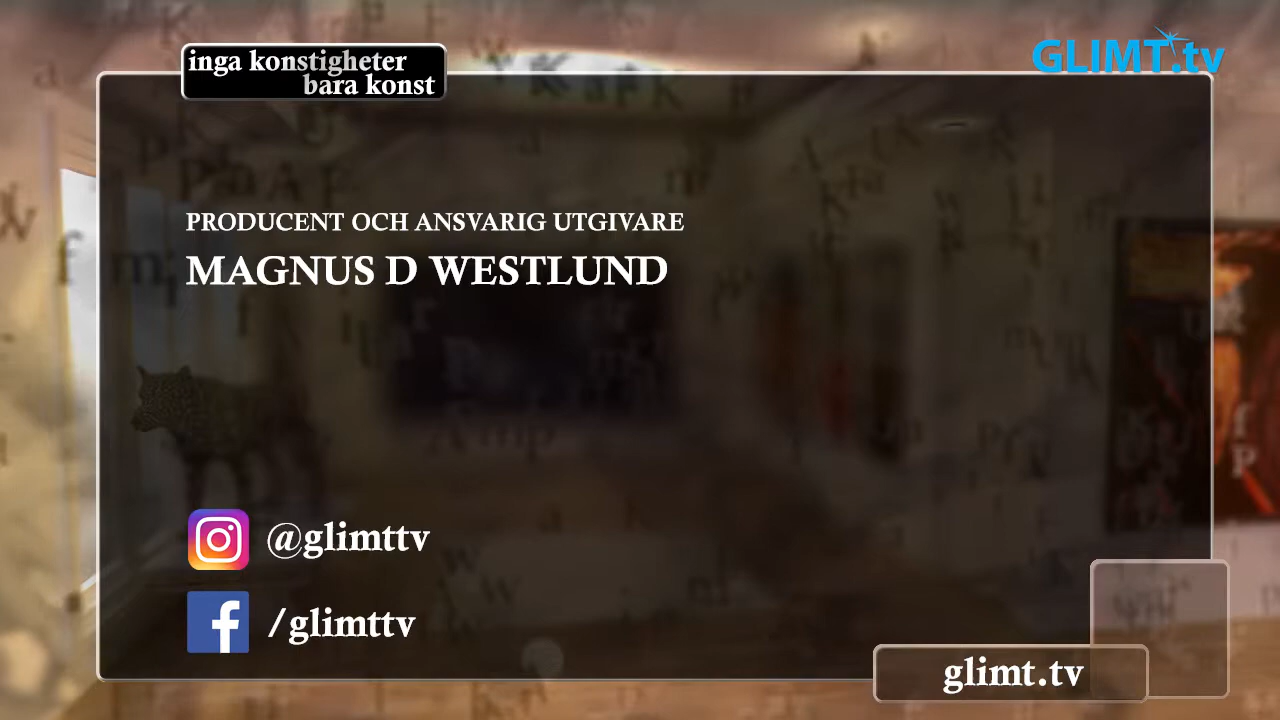 inga konstigheter
bara konst
GLIMT.tv
PRODUCENT OCH ANSVARIG UTGIVARE
MAGNUS D WESTLUND
@glimttv
/glimttv
glimt.tv